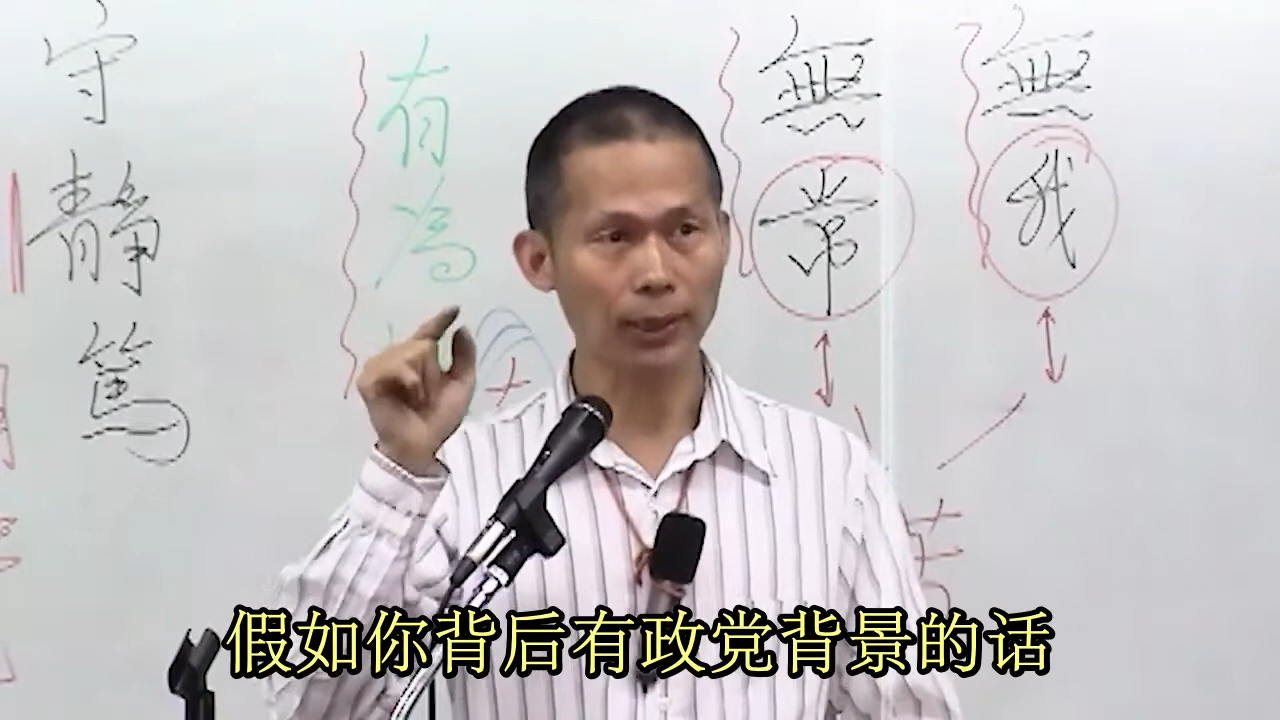 守靜篤
有為
無常
無我
假如你背后有政党背景的话